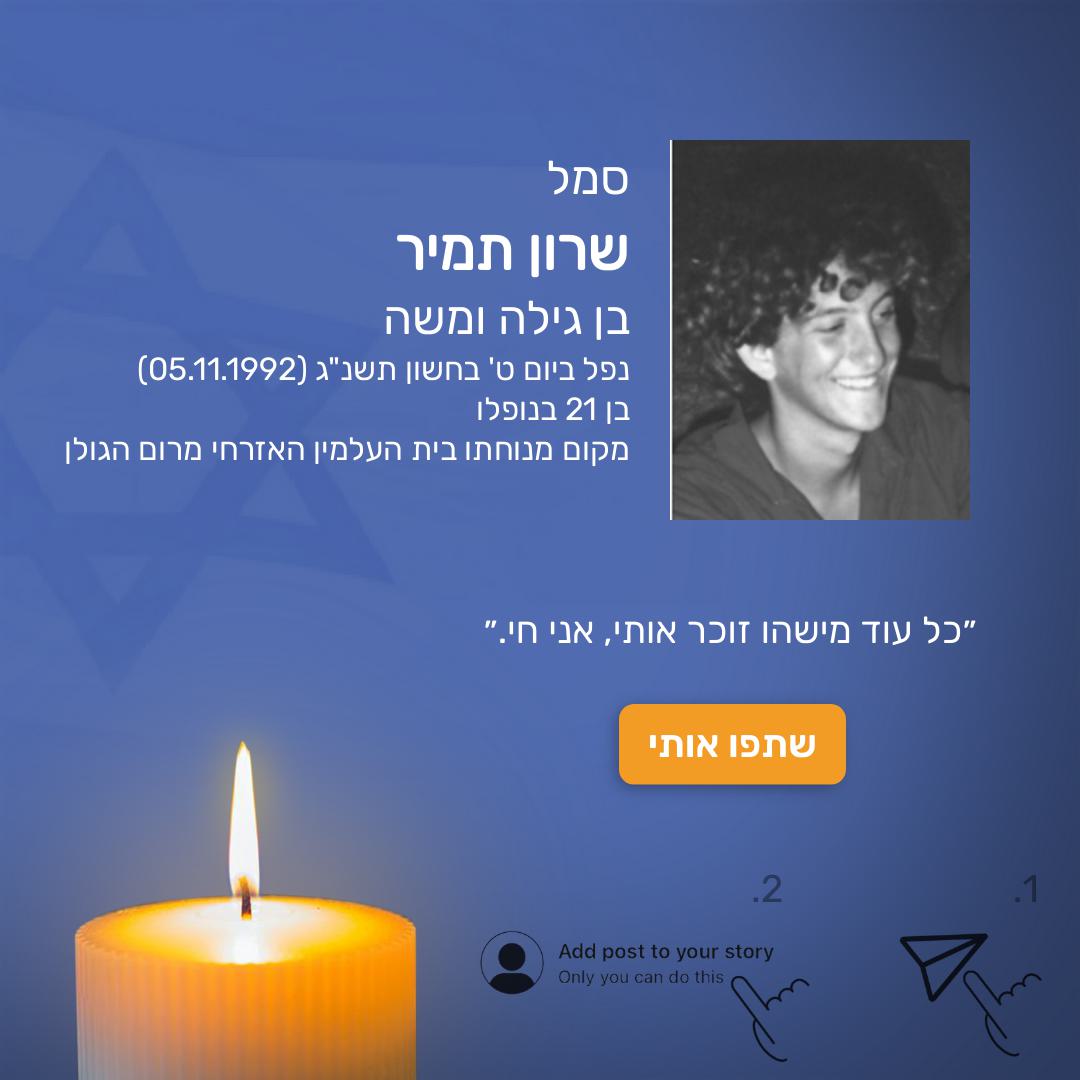 סמל
שרון תמיר
בן גילה ומשה
נפל ביום ט' בחשון תשנ"ג (05.11.1992)
בן 21 בנופלו
מקום מנוחתו בית העלמין האזרחי מרום הגולן
״כל עוד מישהו זוכר אותי, אני חי.״
שתפו אותי
1.
2.
Add post to your story
Only you can do this